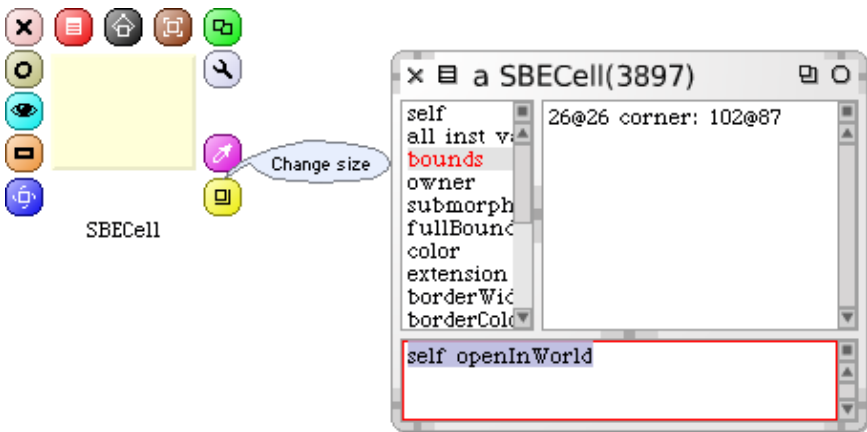 Change size
SBECell
a SBECell(3897)
self
all inst va
bounds
owner
submorph
fullBound
color
extension
borderWid
borderColo
26@26 corner: 102@87
self openInWorld